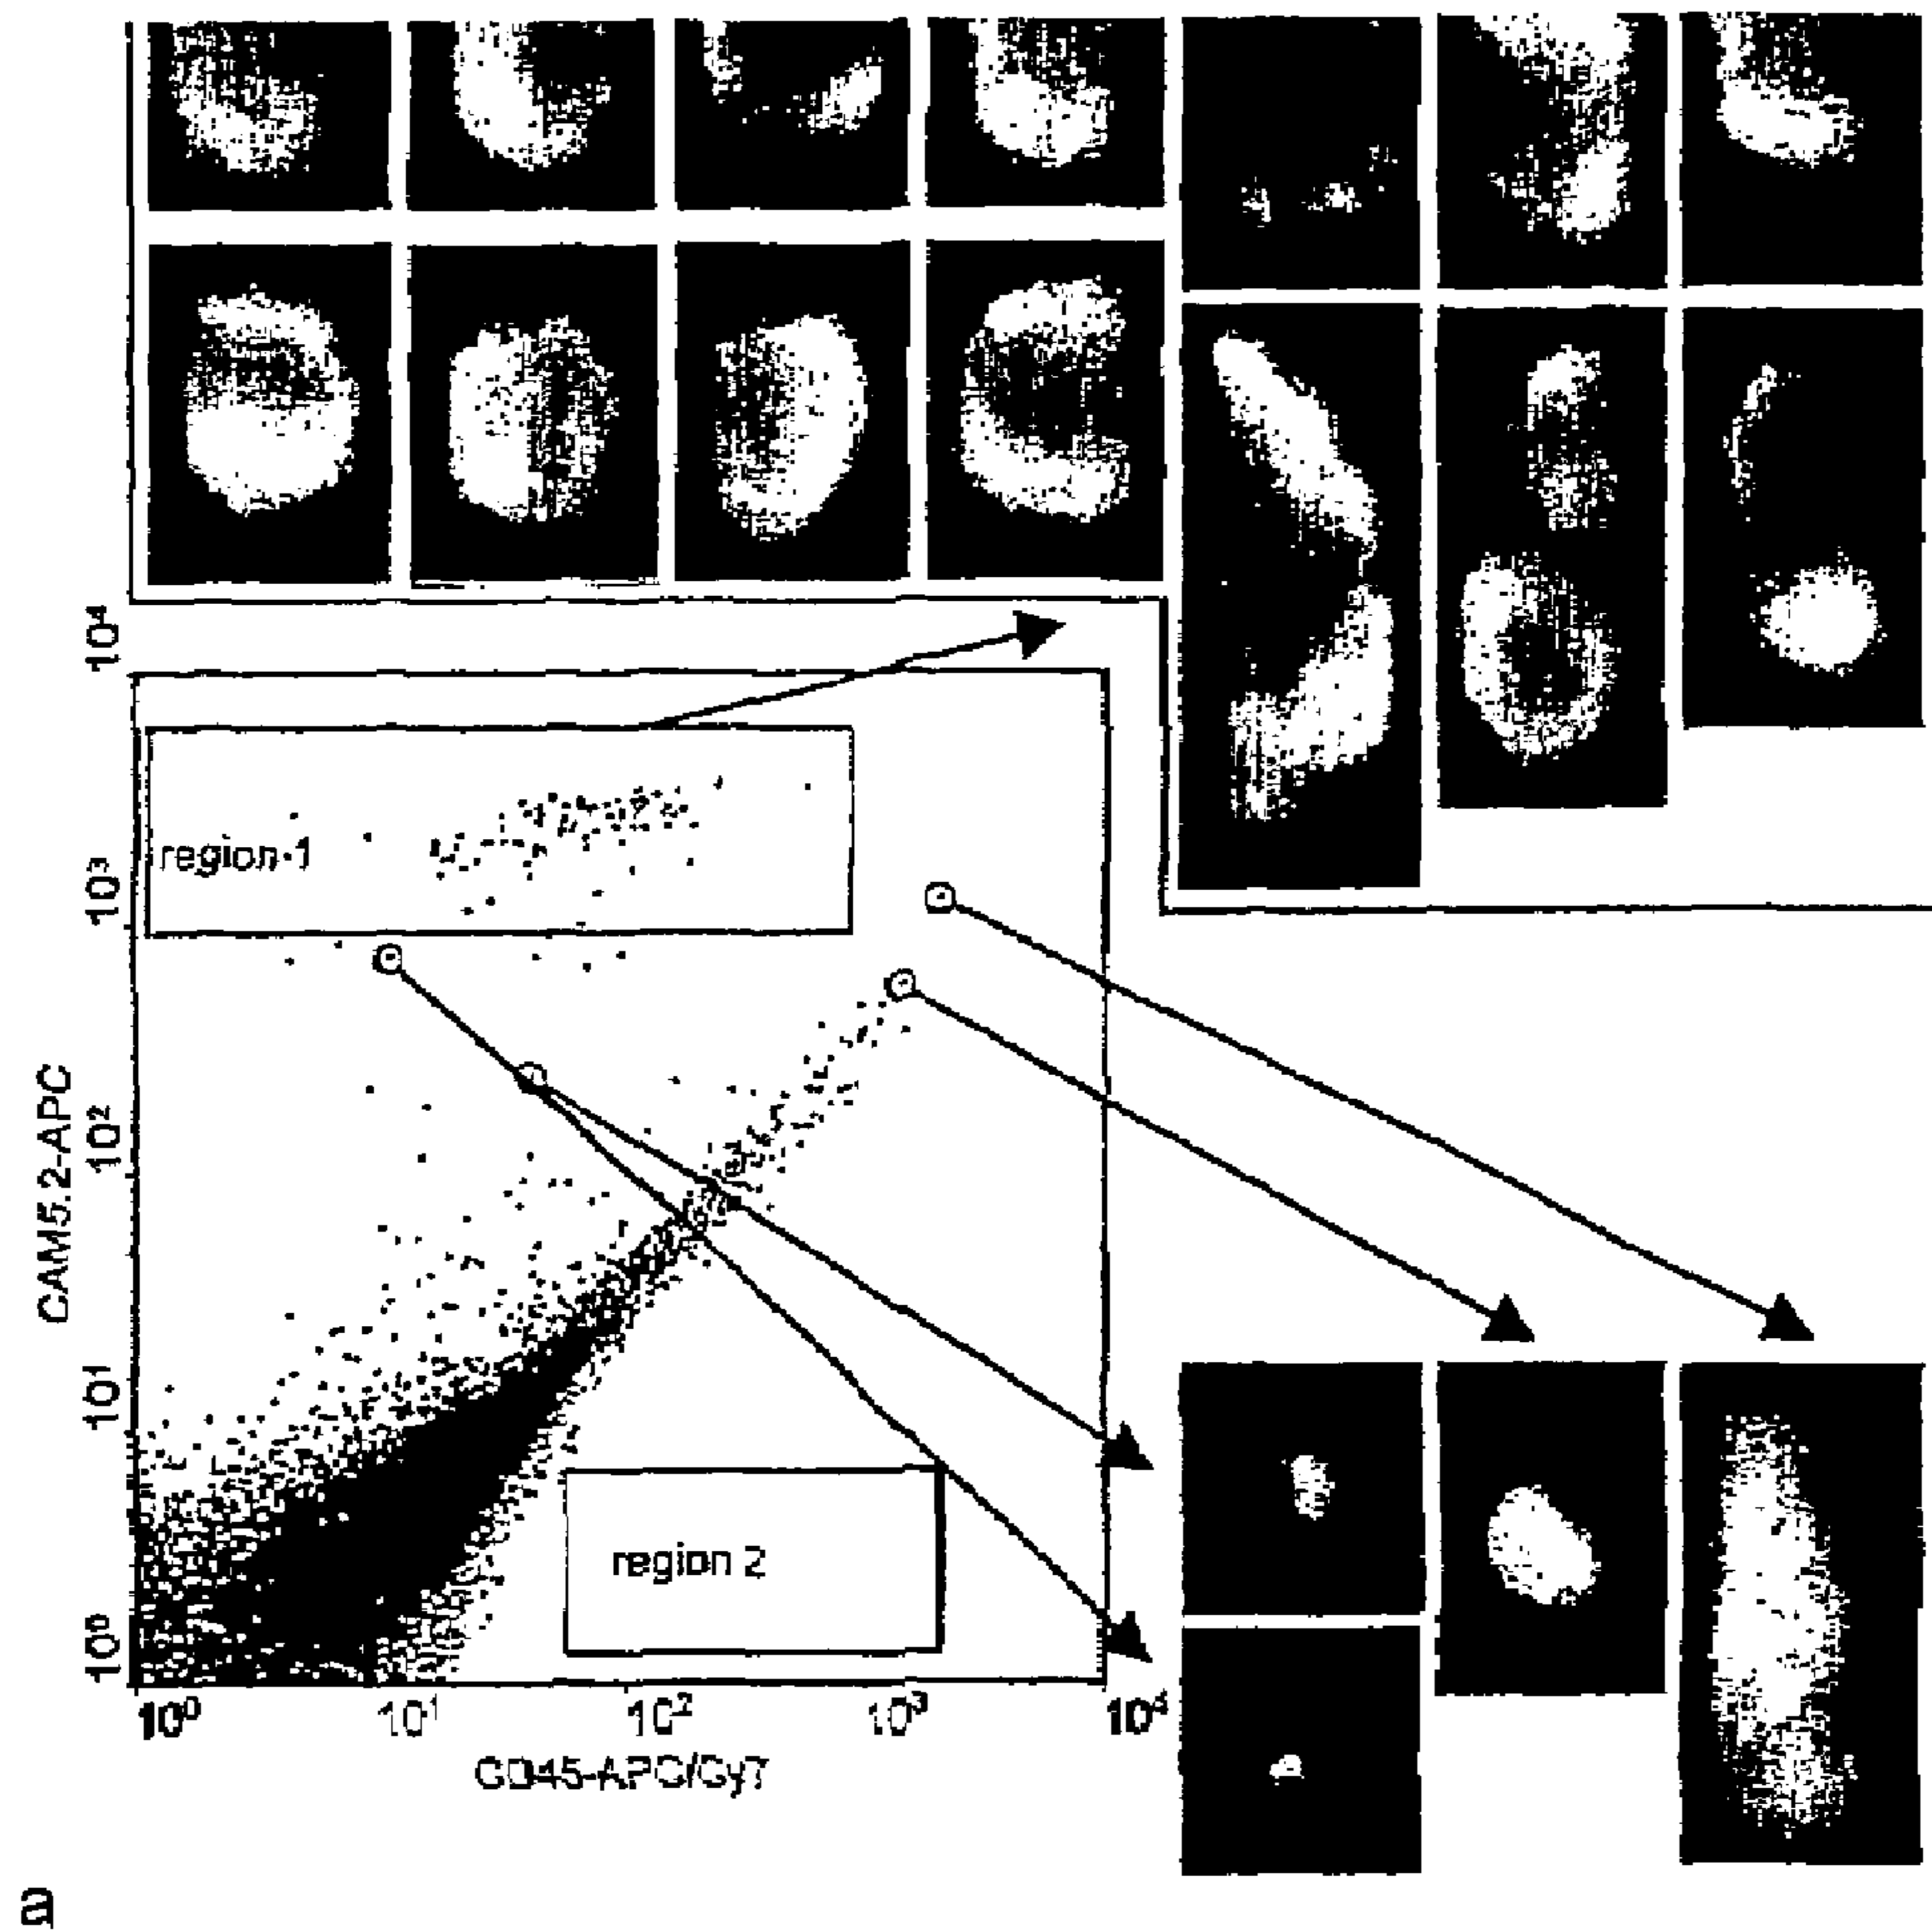 10⁴
region 1
10³
CAM5.2-APC
10²
10¹
region 2
10⁰
10⁰ 10¹ 10² 10³ 10⁴
CD45-APC/Cy7
a